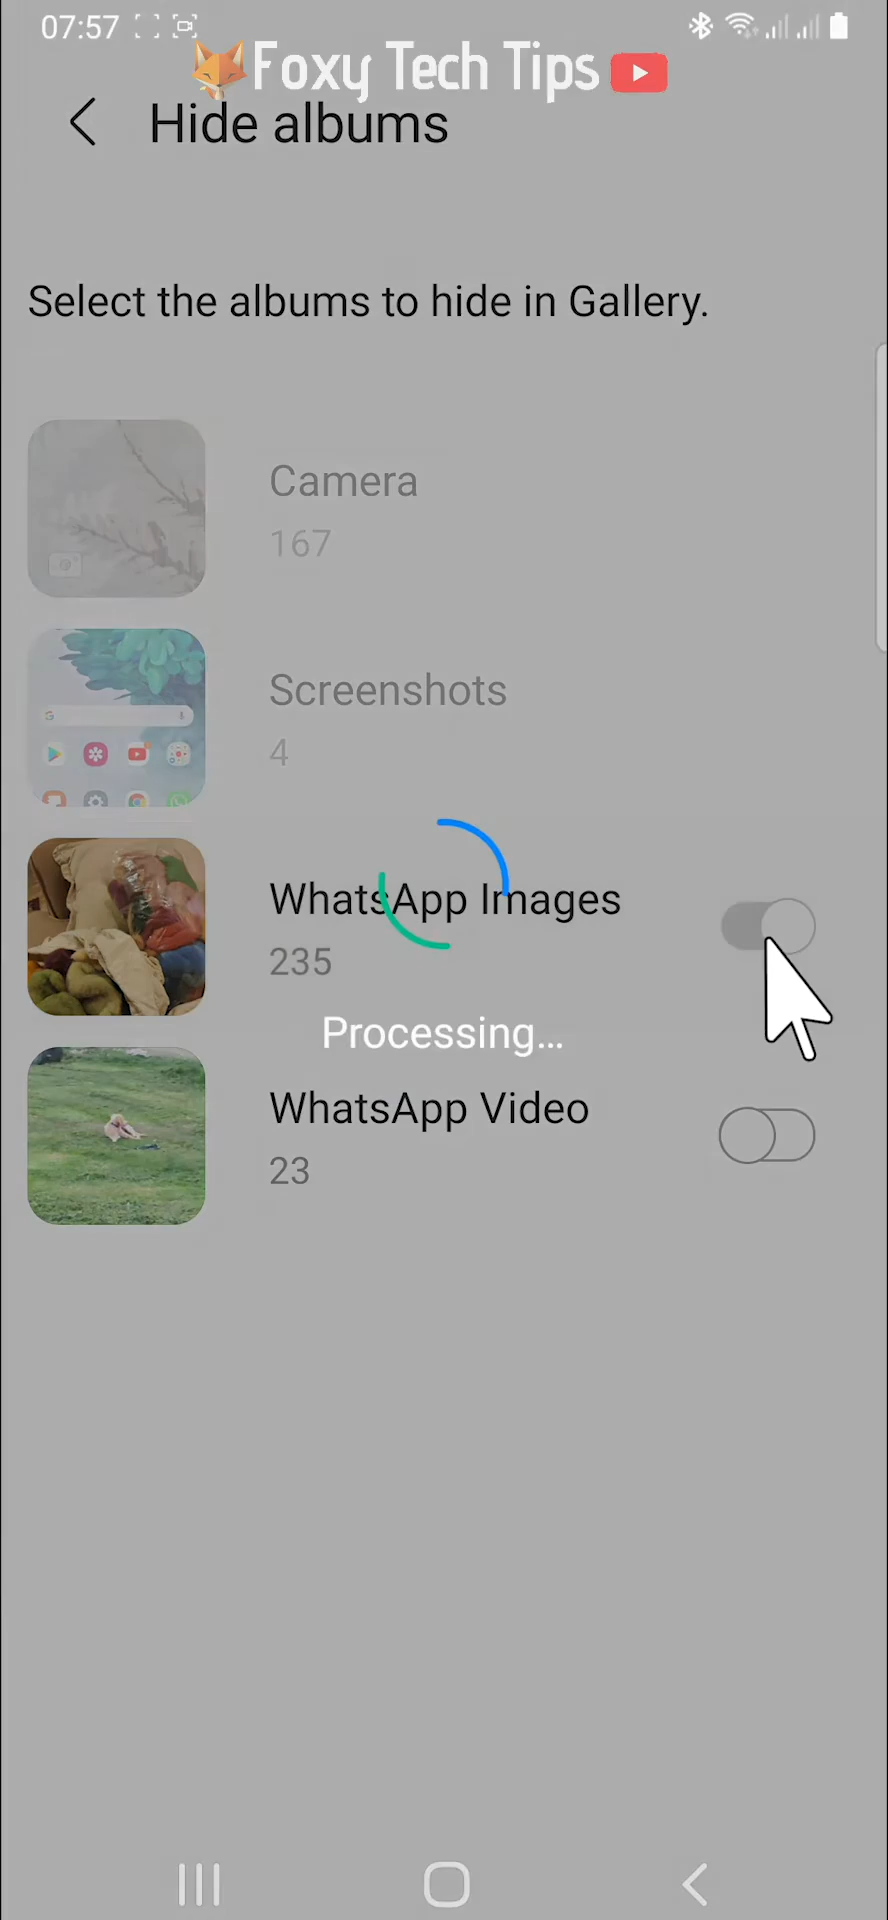 07:57
Foxy Tech Tips
Hide albums
Select the albums to hide in Gallery.
Camera
167
Screenshots
4
WhatsApp Images
235
Processing...
WhatsApp Video
23